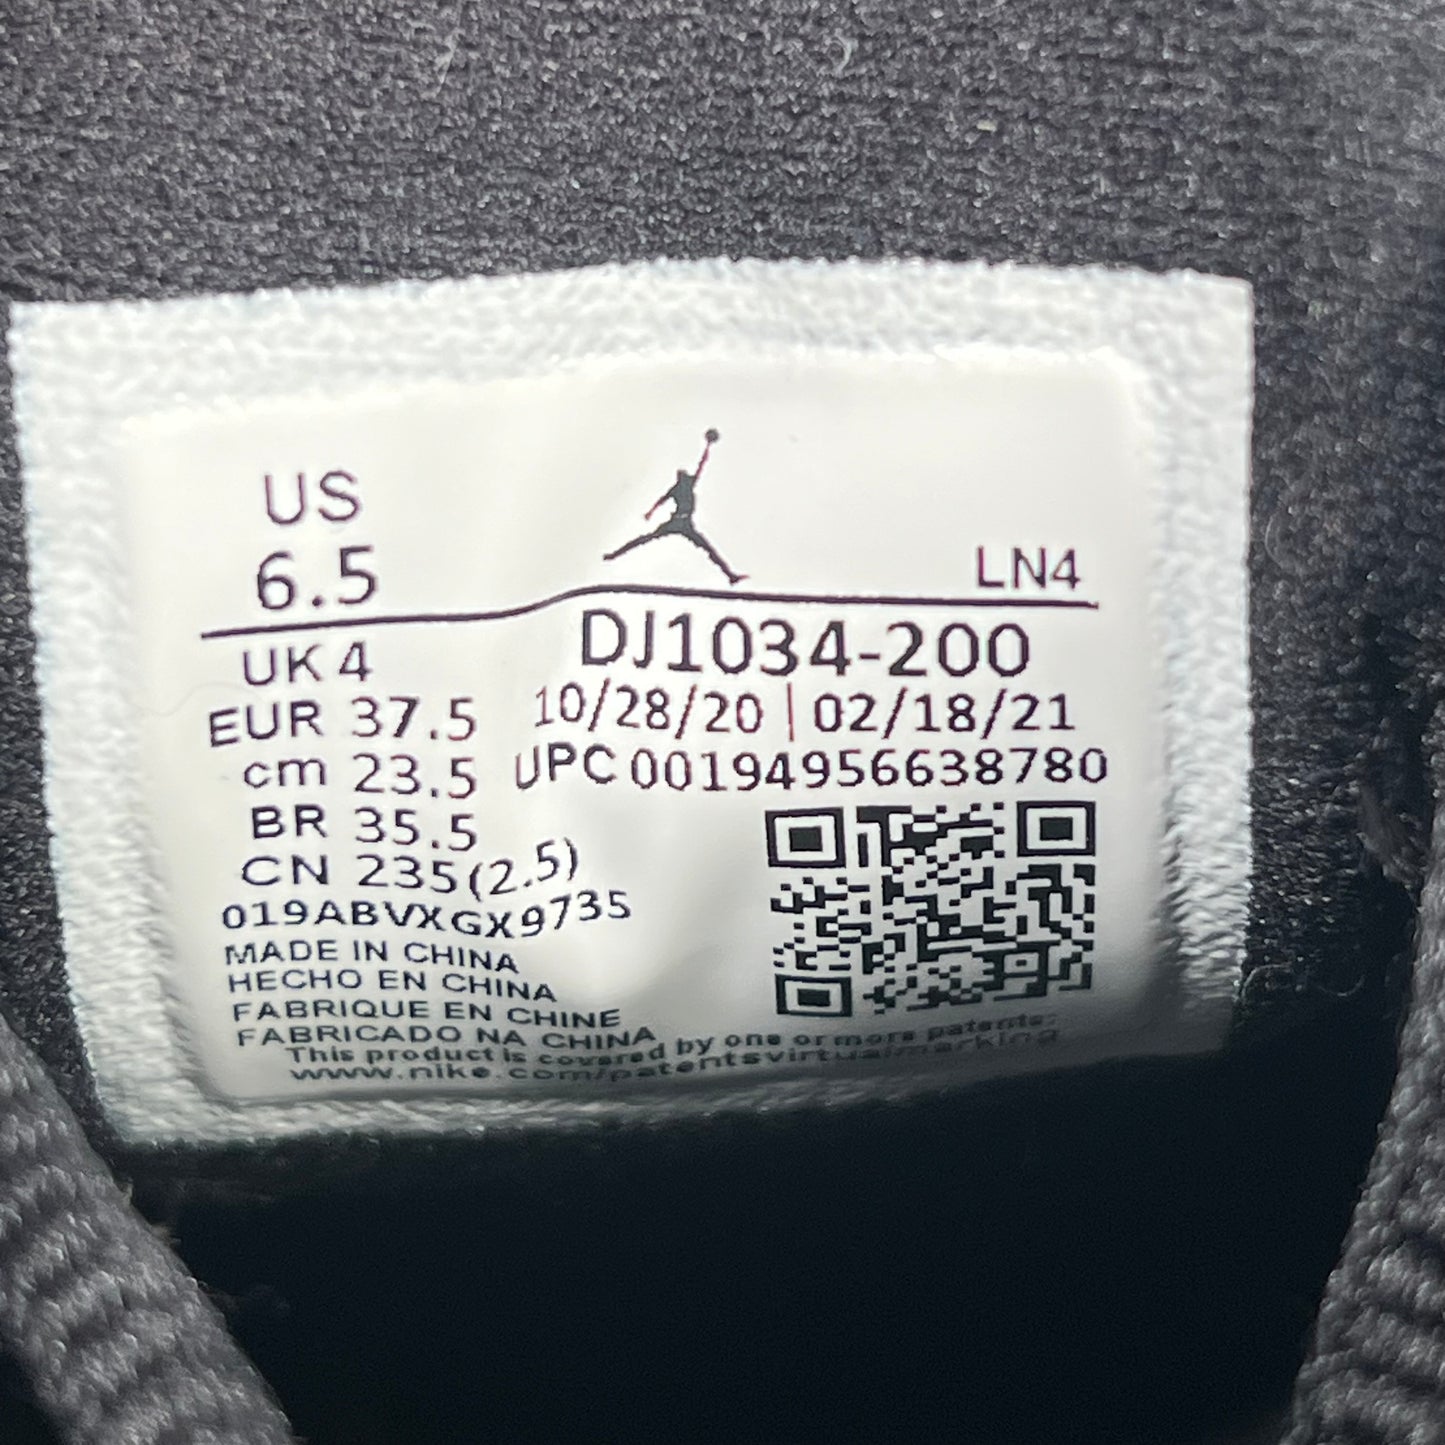 US
6.5
LN4
UK 4
DJ1034-200
EUR 37.5
10/28/20 | 02/18/21
cm 23.5
UPC 00194956638780
BR 35.5
CN 235(2.5)
019ABVXGX9735
MADE IN CHINA
HECHO EN CHINA
FABRIQUE EN CHINE
FABRICADO NA CHINA
This product is covered by one or more patents:
www.nike.com/patentsvirtualmarking